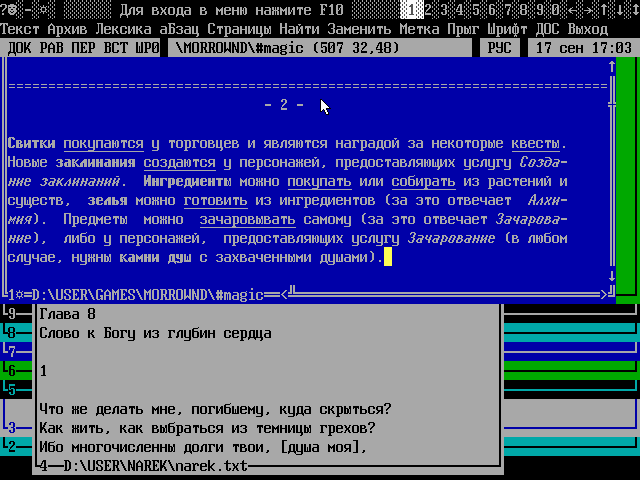 ?☻ - ☼ Для входа в меню нажмите F10 1 2 3 4 5 6 7 8 9 0 ← → ↑ ↓ ↕
Текст Архив Лексика аБзац Страницы Найти Заменить Метка Прыг Шрифт ДОС Выход
ДОК РАВ ПЕР ВСТ ШР0 \MORROWND\#magic (507 32,48) РУС 17 сен 17:03
- 2 -
Свитки покупаются у торговцев и являются наградой за некоторые квесты.
Новые заклинания создаются у персонажей, предоставляющих услугу Созда-
ние заклинаний. Ингредиенты можно покупать или собирать из растений и
существ, зелья можно готовить из ингредиентов (за это отвечает Алхи-
мия). Предметы можно зачаровывать самому (за это отвечает Зачарова-
ние), либо у персонажей, предоставляющих услугу Зачарование (в любом
случае, нужны камни душ с захваченными душами).
1☼=D:\USER\GAMES\MORROWND\#magic
9 Глава 8
8 Слово к Богу из глубин сердца
7
6 1
5
Что же делать мне, погибшему, куда скрыться?
3 Как жить, как выбраться из темницы грехов?
2 Ибо многочисленны долги твои, [душа моя],
4—D:\USER\NAREK\narek.txt